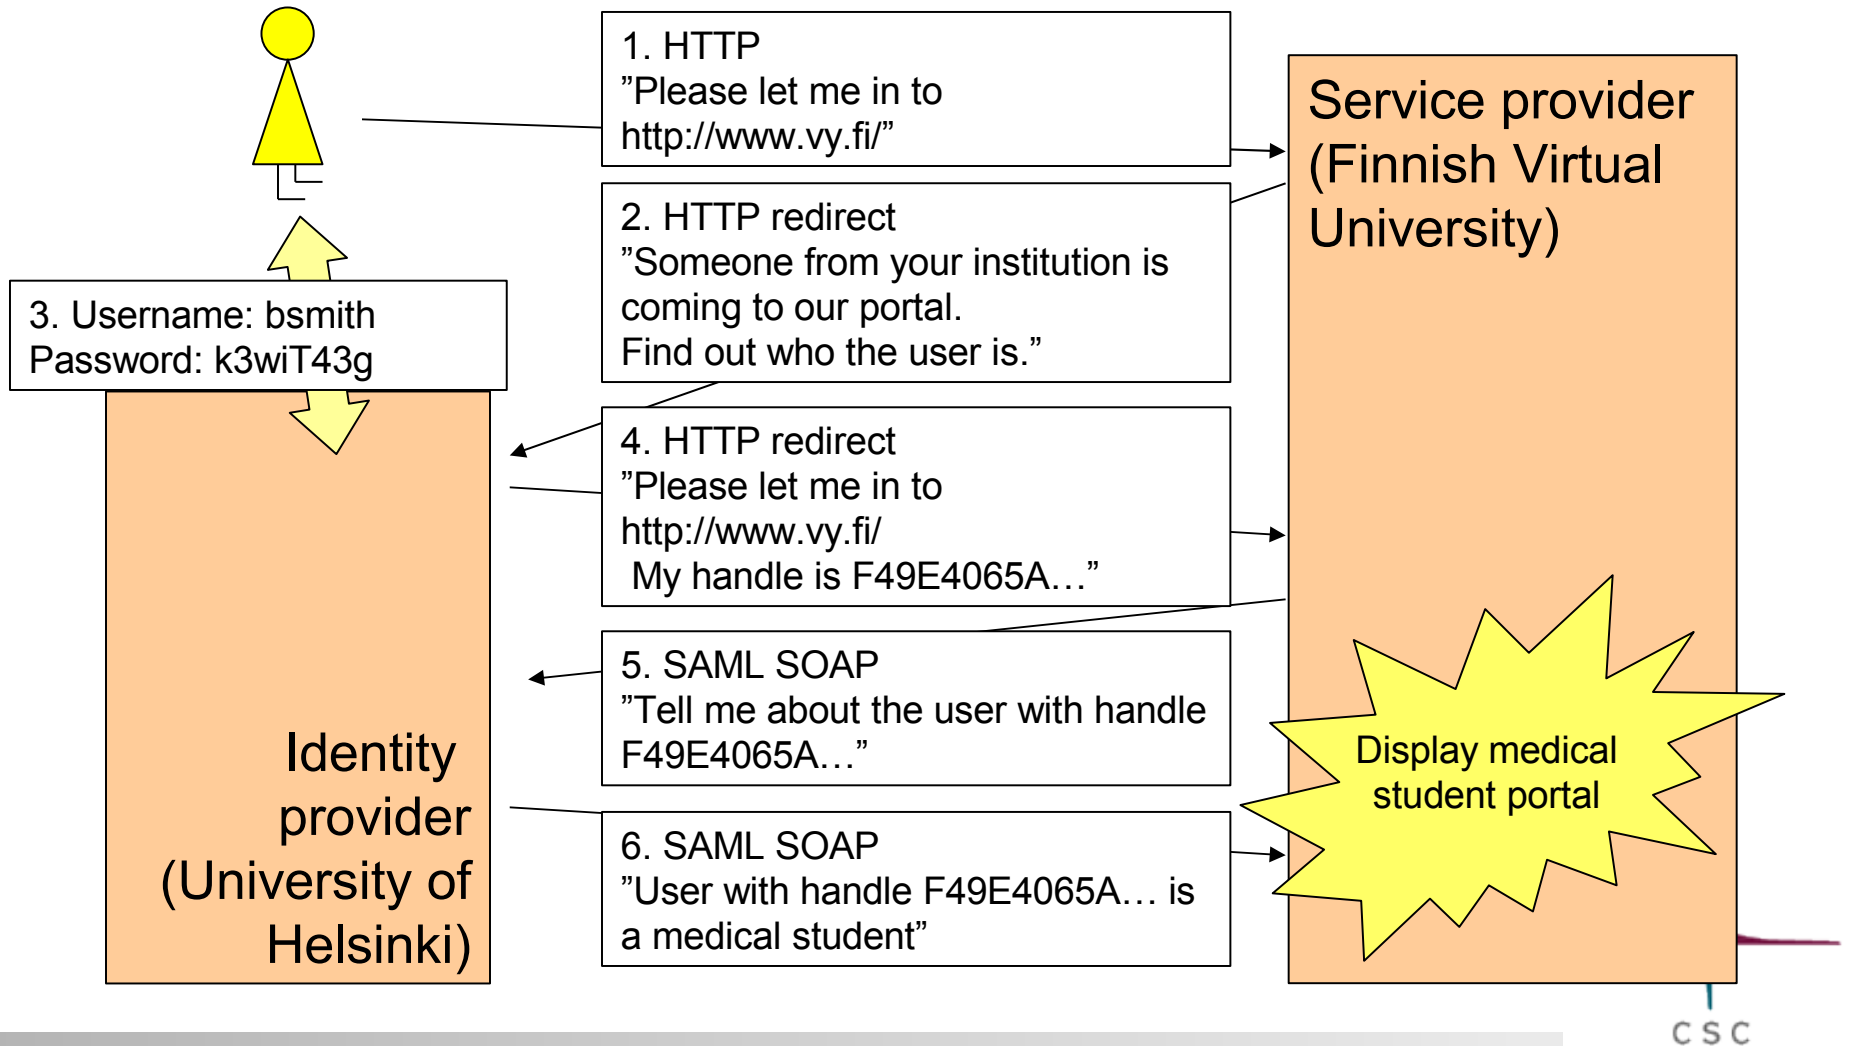 1. HTTP
”Please let me in to
http://www.vy.fi/”
Service provider
(Finnish Virtual
University)
2. HTTP redirect
”Someone from your institution is
coming to our portal.
Find out who the user is.”
3. Username: bsmith
Password: k3wiT43g
4. HTTP redirect
”Please let me in to
http://www.vy.fi/
My handle is F49E4065A…”
5. SAML SOAP
”Tell me about the user with handle
F49E4065A…”
Identity
provider
(University of
Helsinki)
6. SAML SOAP
”User with handle F49E4065A… is
a medical student”
Display medical
student portal
CSC